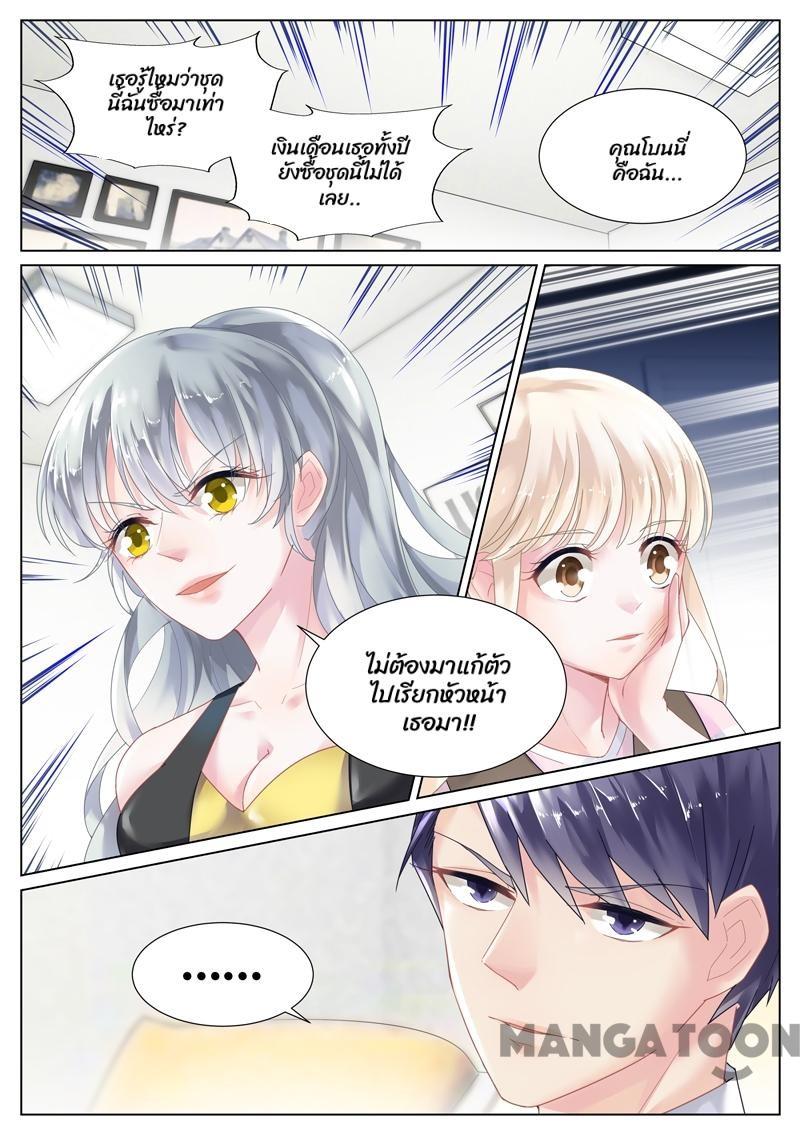 เธอรู้ไหมว่าชุด
นี้ฉันซื้อมาเท่า
ไหร่?
เงินเดือนเธอทั้งปี
ยังซื้อชุดนี้ไม่ได้
เลย..
คุณโบนนี่
คือฉัน...
ไม่ต้องมาแก้ตัว
ไปเรียกหัวหน้า
เธอมา!!
••••••
MANGATOON